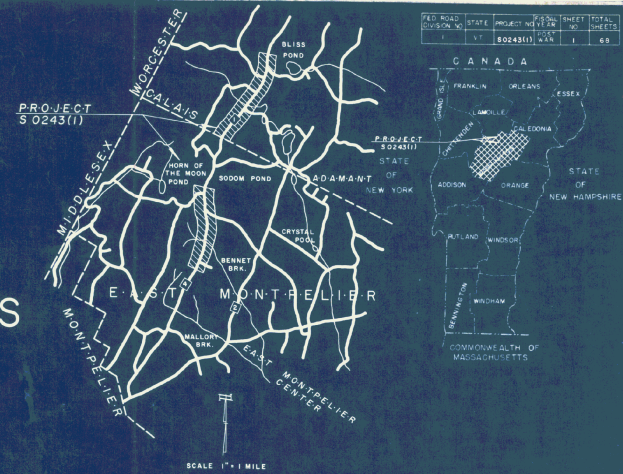 FED. ROAD DIVISION NO. STATE PROJECT NO. FISCAL YEAR SHEET NO. TOTAL SHEETS
1 VT. S0243(1) POST WAR 1 69
WORCESTER
CALAIS
BLISS
POND
PROJECT
S 0243(1)
MIDDLESEX
HORN OF
THE MOON
POND
SODOM POND
ADAMANT
CRYSTAL
POOL
BENNET
BRK.
EAST MONTPELIER
S
MALLORY
BRK.
MONTPELIER
EAST MONTPELIER
CENTER
SCALE 1" = 1 MILE
CANADA
GRAND ISLE
FRANKLIN
ORLEANS
ESSEX
LAMOILLE
CHITTENDEN
CALEDONIA
PROJECT
S 0243(1)
STATE
OF
NEW YORK
ADDISON
ORANGE
STATE
OF
NEW HAMPSHIRE
RUTLAND
WINDSOR
BENNINGTON
WINDHAM
COMMONWEALTH OF
MASSACHUSETTS